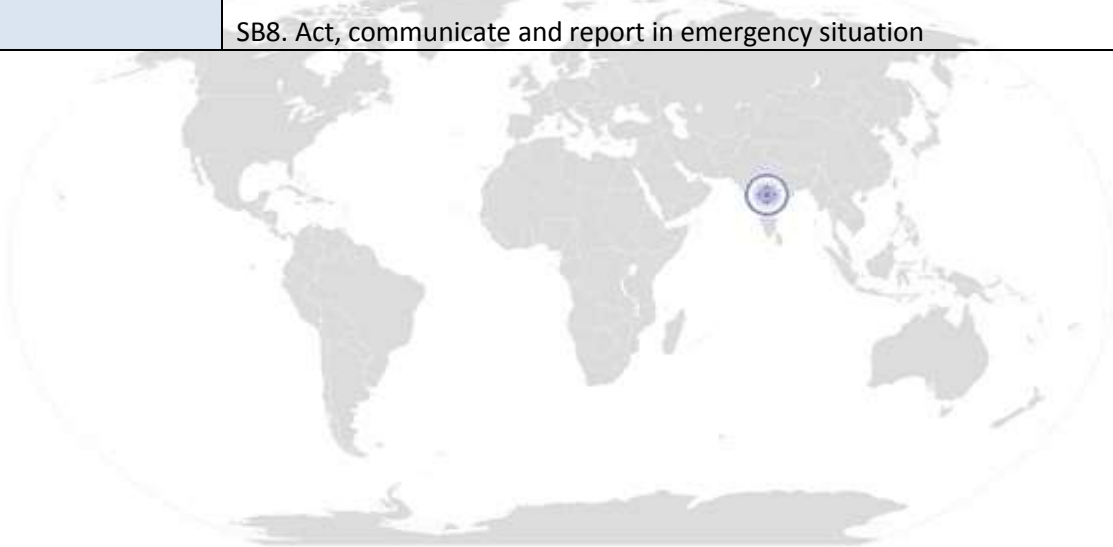 SB8. Act, communicate and report in emergency situation